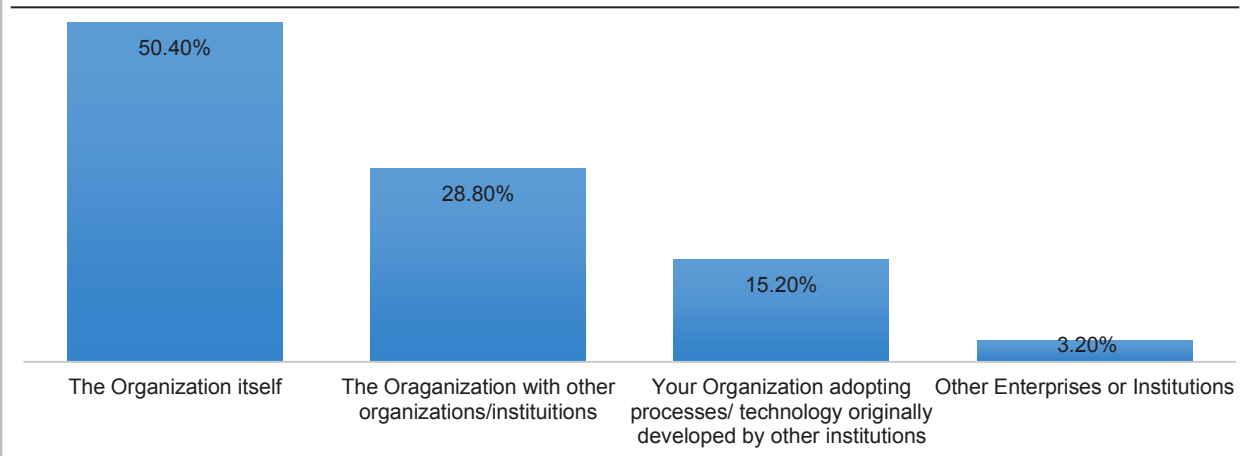 50.40%
28.80%
15.20%
3.20%
The Organization itself
The Oraganization with other
organizations/instituitions
Your Organization adopting
processes/ technology originally
developed by other institutions
Other Enterprises or Institutions